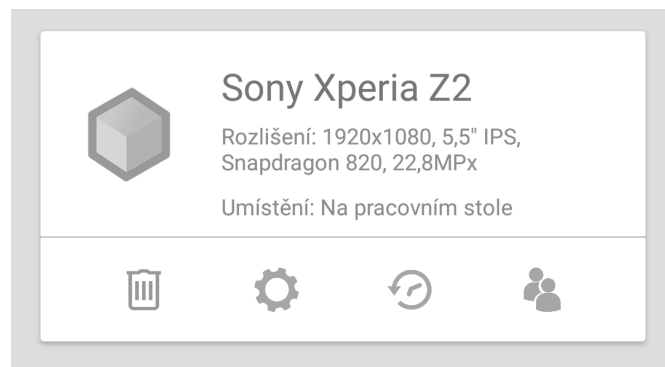 Sony Xperia Z2
Rozlišení: 1920x1080, 5,5" IPS,
Snapdragon 820, 22,8MPx
Umístění: Na pracovním stole